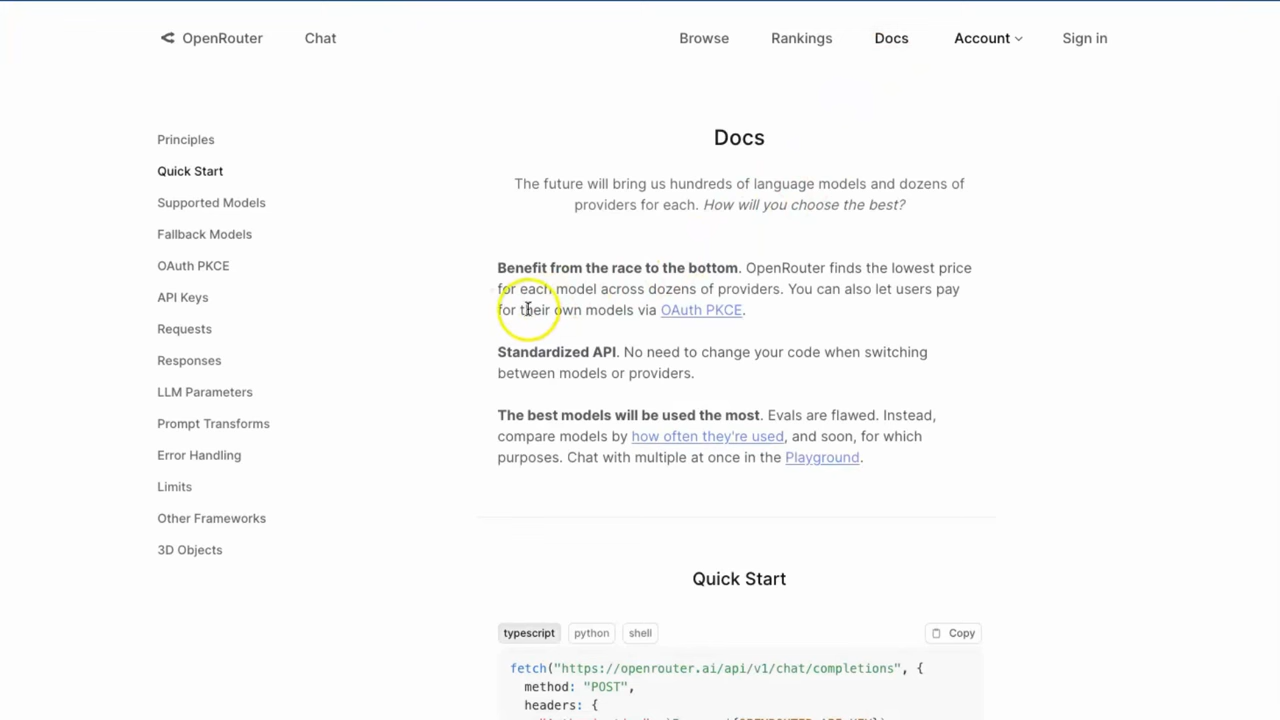 OpenRouter Chat Browse Rankings Docs Account Sign in
Principles
Quick Start
Supported Models
Fallback Models
OAuth PKCE
API Keys
Requests
Responses
LLM Parameters
Prompt Transforms
Error Handling
Limits
Other Frameworks
3D Objects
Docs
The future will bring us hundreds of language models and dozens of
providers for each. How will you choose the best?
Benefit from the race to the bottom. OpenRouter finds the lowest price
for each model across dozens of providers. You can also let users pay
for their own models via OAuth PKCE.
Standardized API. No need to change your code when switching
between models or providers.
The best models will be used the most. Evals are flawed. Instead,
compare models by how often they're used, and soon, for which
purposes. Chat with multiple at once in the Playground.
Quick Start
typescript python shell Copy
fetch("https://openrouter.ai/api/v1/chat/completions", {
method: "POST",
headers: {